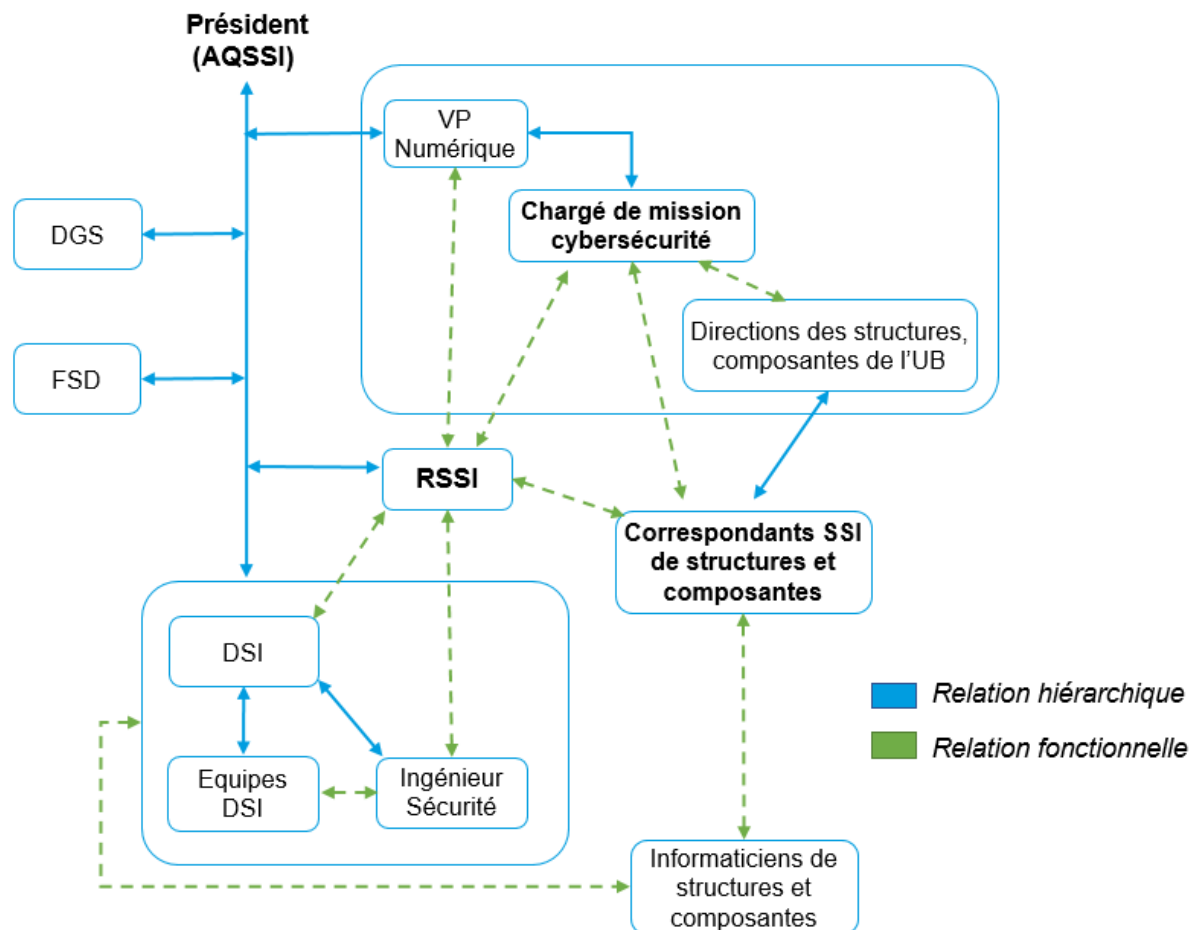 Président
(AQSSI)
VP
Numérique
Chargé de mission
cybersécurité
DGS
Directions des structures,
composantes de l'UB
FSD
RSSI
Correspondants SSI
de structures et
composantes
DSI
Relation hiérarchique
Relation fonctionnelle
Equipes
DSI
Ingénieur
Sécurité
Informaticiens de
structures et
composantes